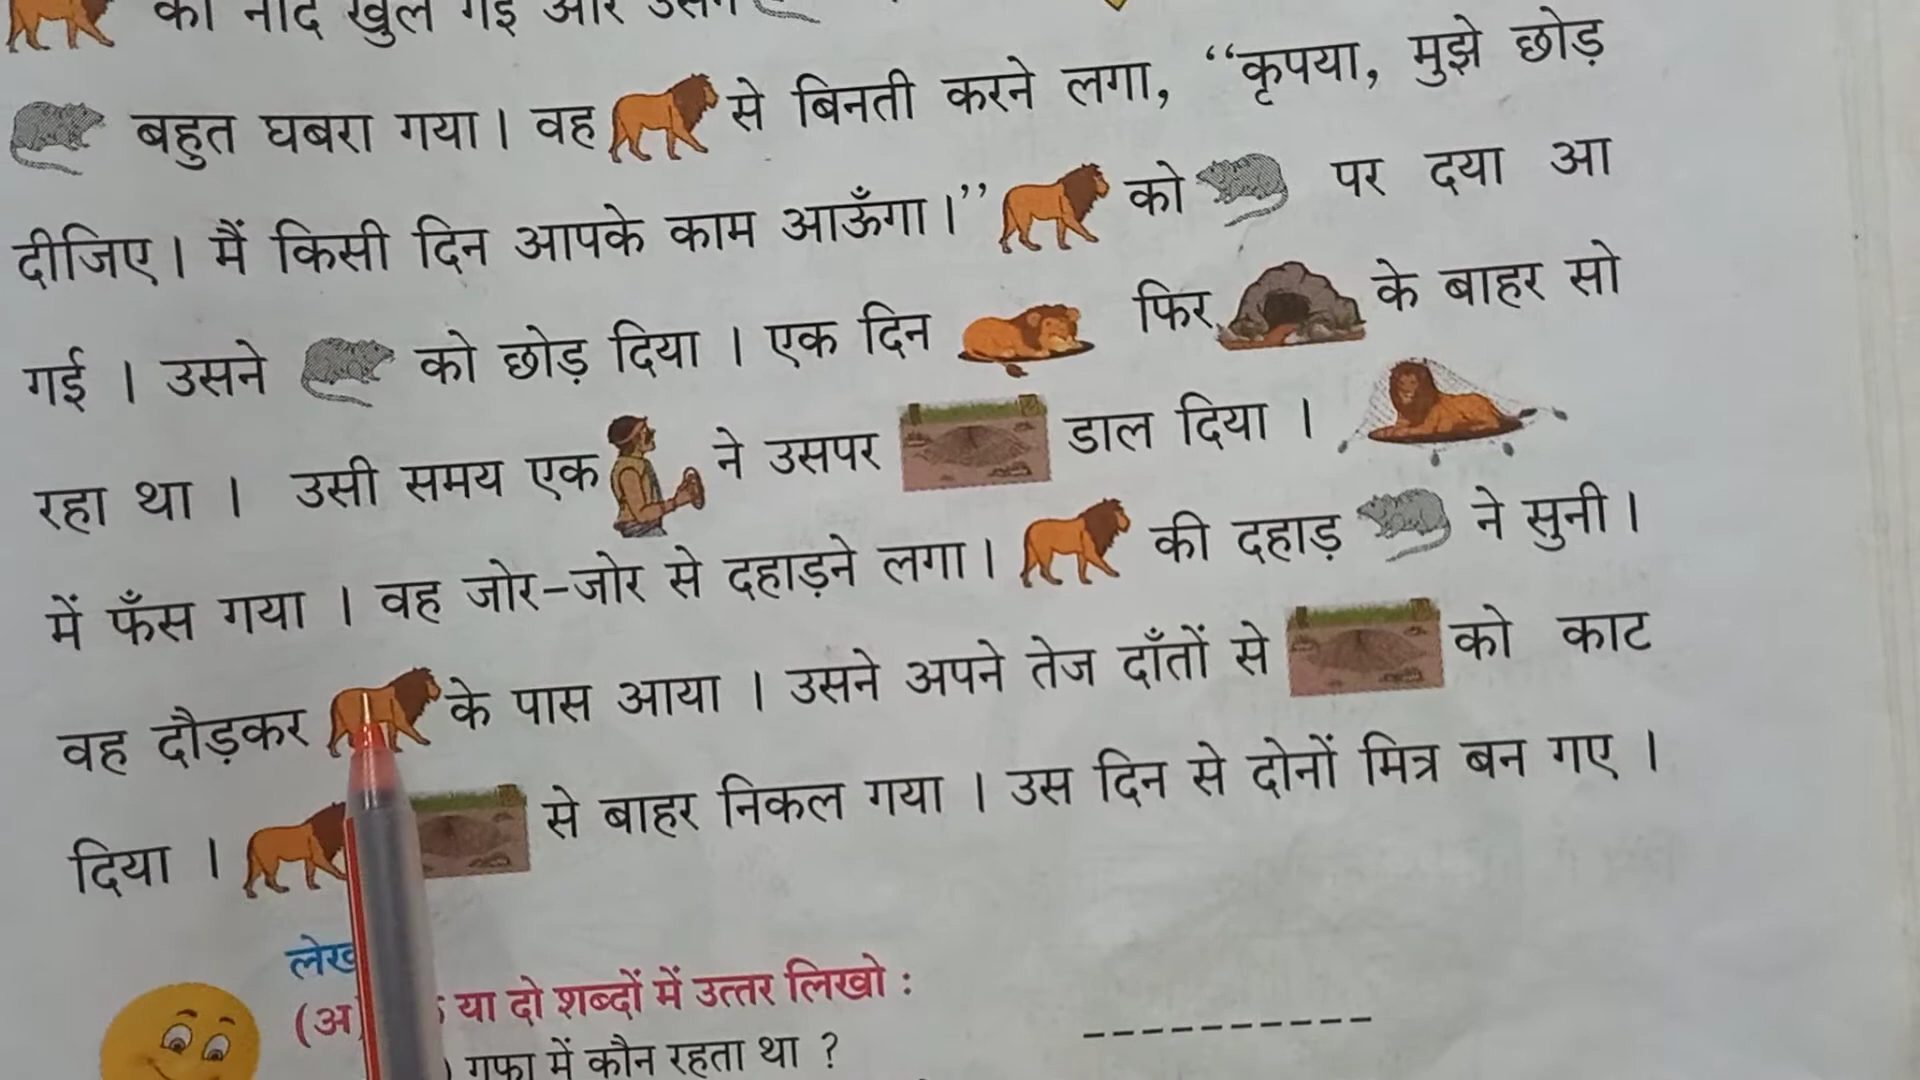 की नींद खुल गई और उसने
बहुत घबरा गया। वह से बिनती करने लगा, “कृपया, मुझे छोड़
दीजिए। मैं किसी दिन आपके काम आऊँगा।” को पर दया आ
गई । उसने को छोड़ दिया । एक दिन फिर के बाहर सो
रहा था । उसी समय एक ने उसपर डाल दिया ।
में फँस गया । वह जोर-जोर से दहाड़ने लगा। की दहाड़ ने सुनी।
वह दौड़कर के पास आया । उसने अपने तेज दाँतों से को काट
दिया । से बाहर निकल गया । उस दिन से दोनों मित्र बन गए ।
(अ) या दो शब्दों में उत्तर लिखो :
गुफा में कौन रहता था ?